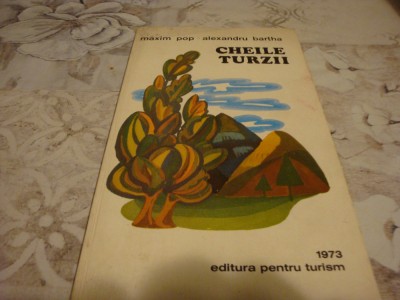 maxim pop - alexandru bartha
CHEILE
TURZII
1973
editura pentru turism